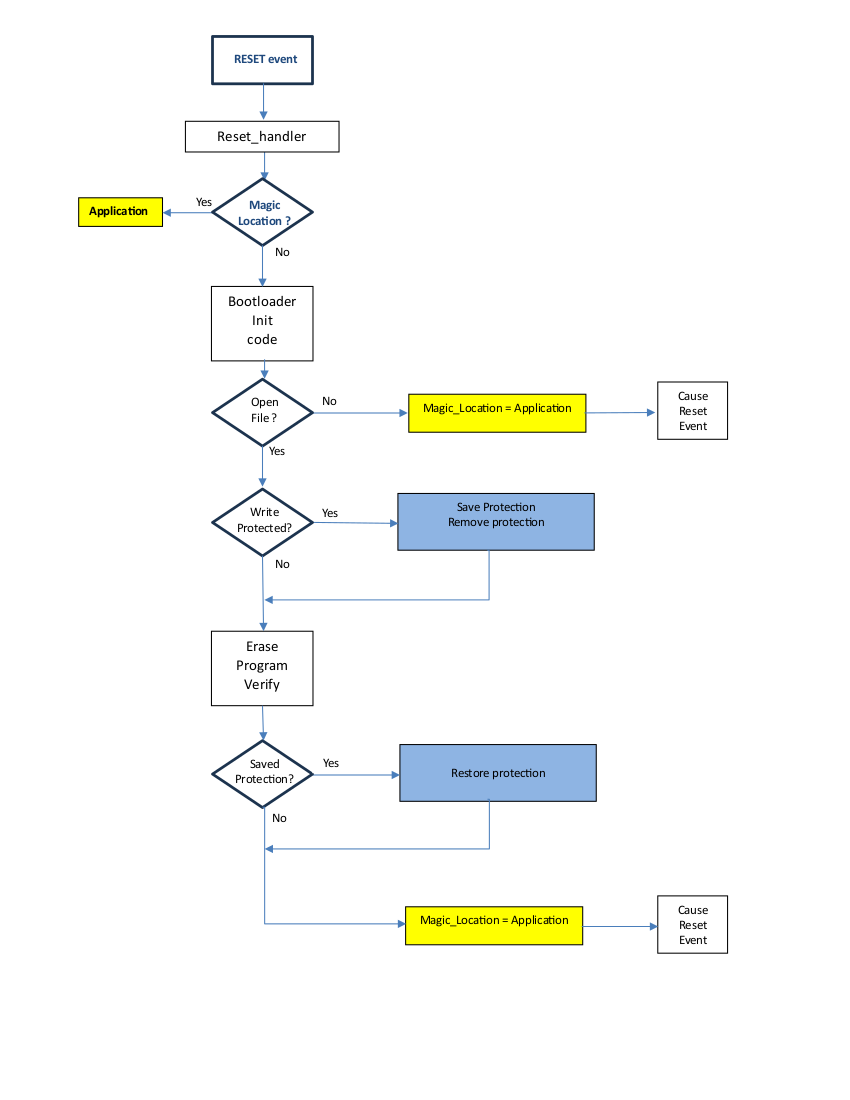 RESET event
Reset_handler
Yes
Application
Magic
Location ?
No
Bootloader
Init
code
Open
File ?
No
Magic_Location = Application
Cause
Reset
Event
Yes
Write
Protected?
Yes
Save Protection
Remove protection
No
Erase
Program
Verify
Saved
Protection?
Yes
Restore protection
No
Magic_Location = Application
Cause
Reset
Event